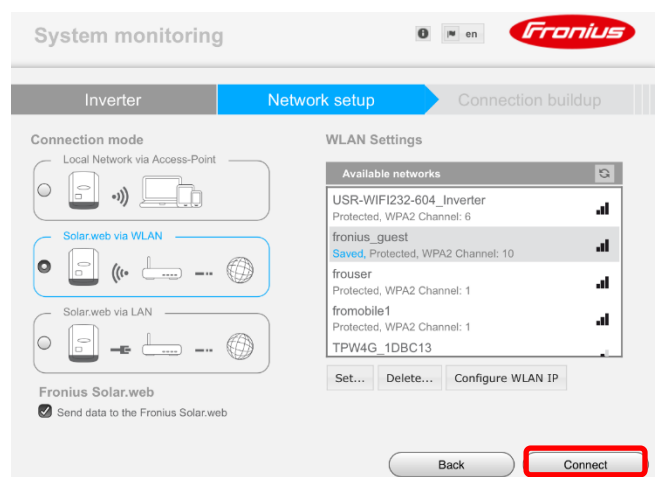 System monitoring
en
Fronius
Inverter
Network setup
Connection buildup
Connection mode
Local Network via Access-Point
Solar.web via WLAN
Solar.web via LAN
Fronius Solar.web
Send data to the Fronius Solar.web
WLAN Settings
Available networks
USR-WIFI232-604_Inverter
Protected, WPA2 Channel: 6
fronius_guest
Saved, Protected, WPA2 Channel: 10
frouser
Protected, WPA2 Channel: 1
fromobile1
Protected, WPA2 Channel: 1
TPW4G_1DBC13
Set... Delete... Configure WLAN IP
Back Connect